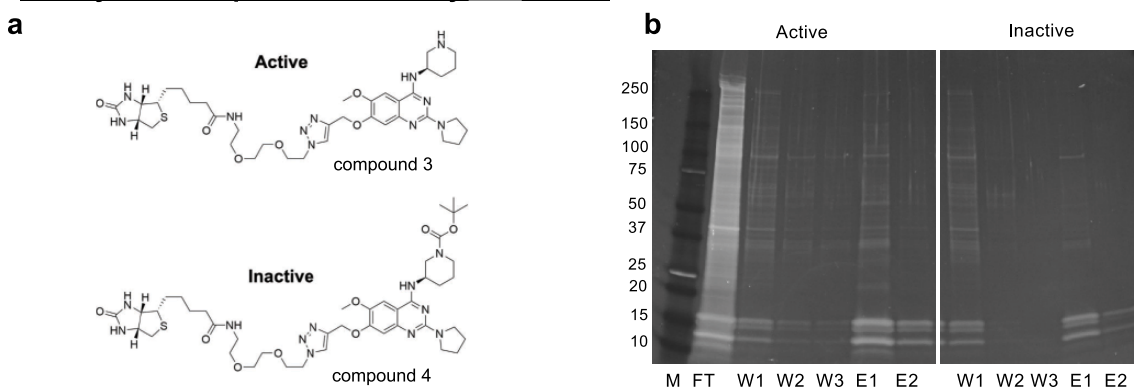 a
Active
compound 3
Inactive
compound 4
b
Active
Inactive
250
150
100
75
50
37
25
20
15
10
M FT W1 W2 W3 E1 E2 W1 W2 W3 E1 E2